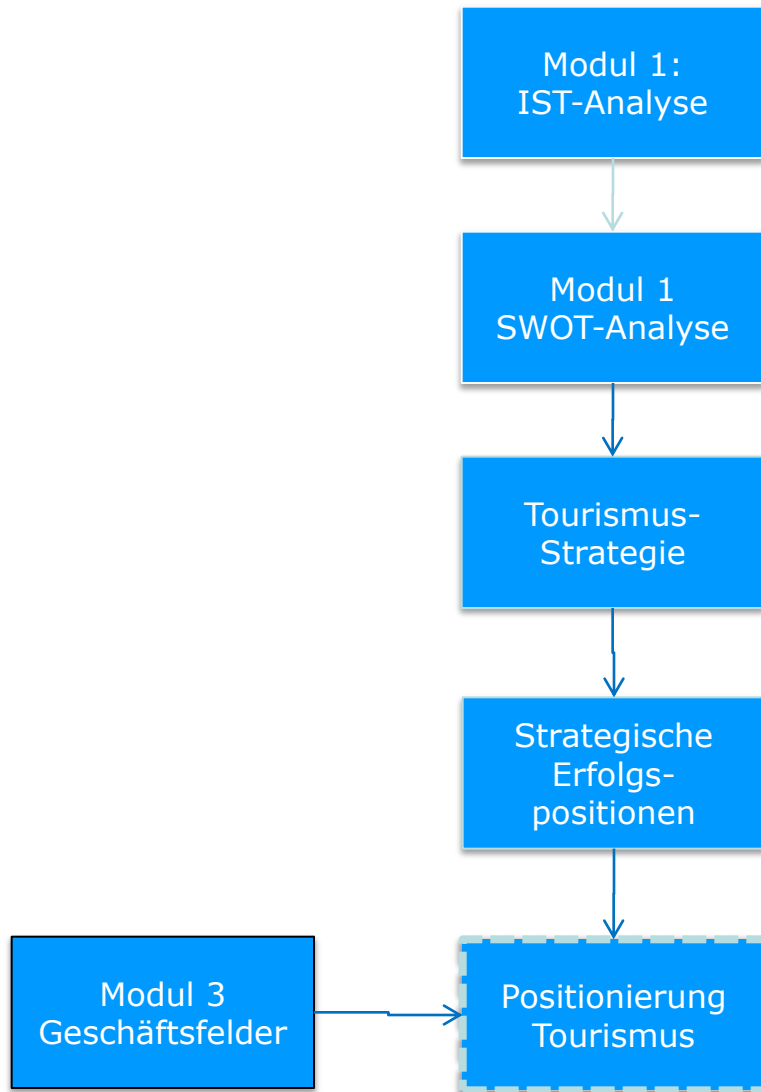 Modul 1:
IST-Analyse
Modul 1
SWOT-Analyse
Tourismus-
Strategie
Strategische
Erfolgs-
positionen
Modul 3
Geschäftsfelder
Positionierung
Tourismus